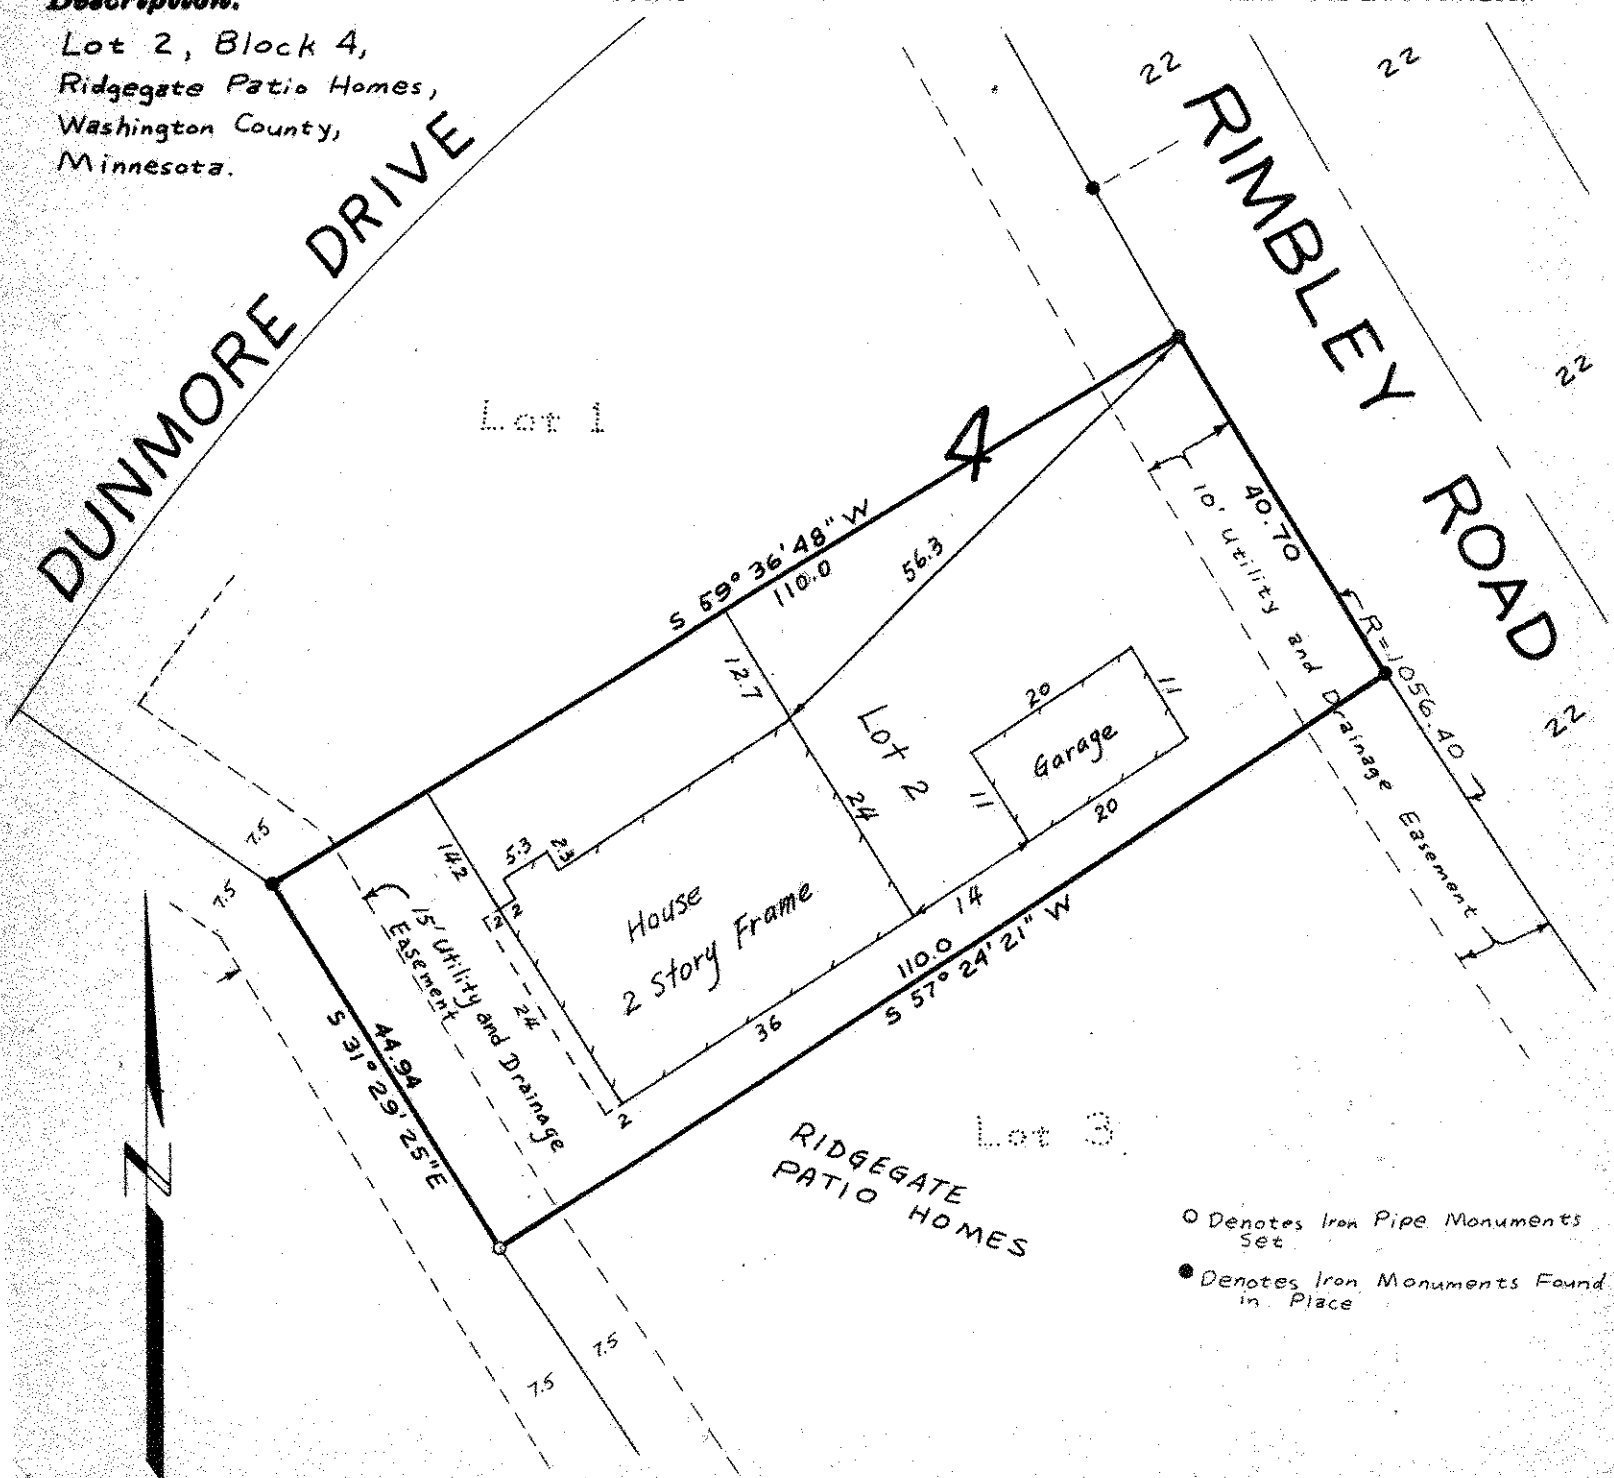 Description:
Lot 2, Block 4,
Ridgegate Patio Homes,
Washington County,
Minnesota.
DUNMORE DRIVE
RIMBLEY ROAD
22
22
22
22
Lot 1
4
S 59° 36' 48" W
110.0
56.3
12.7
40.70
10' Utility and Drainage Easement
R=1056.40
Lot 2
20
11
Garage
11
20
24
14
7.5
7.5
14.2
5.3
2.3
2
2
House
2 Story Frame
15' Utility and Drainage
Easement
24
36
2
110.0
S 57° 24' 21" W
44.94
S 31° 29' 25" E
Lot 3
RIDGEGATE
PATIO HOMES
N
7.5
7.5
O Denotes Iron Pipe Monuments
Set
● Denotes Iron Monuments Found
in Place